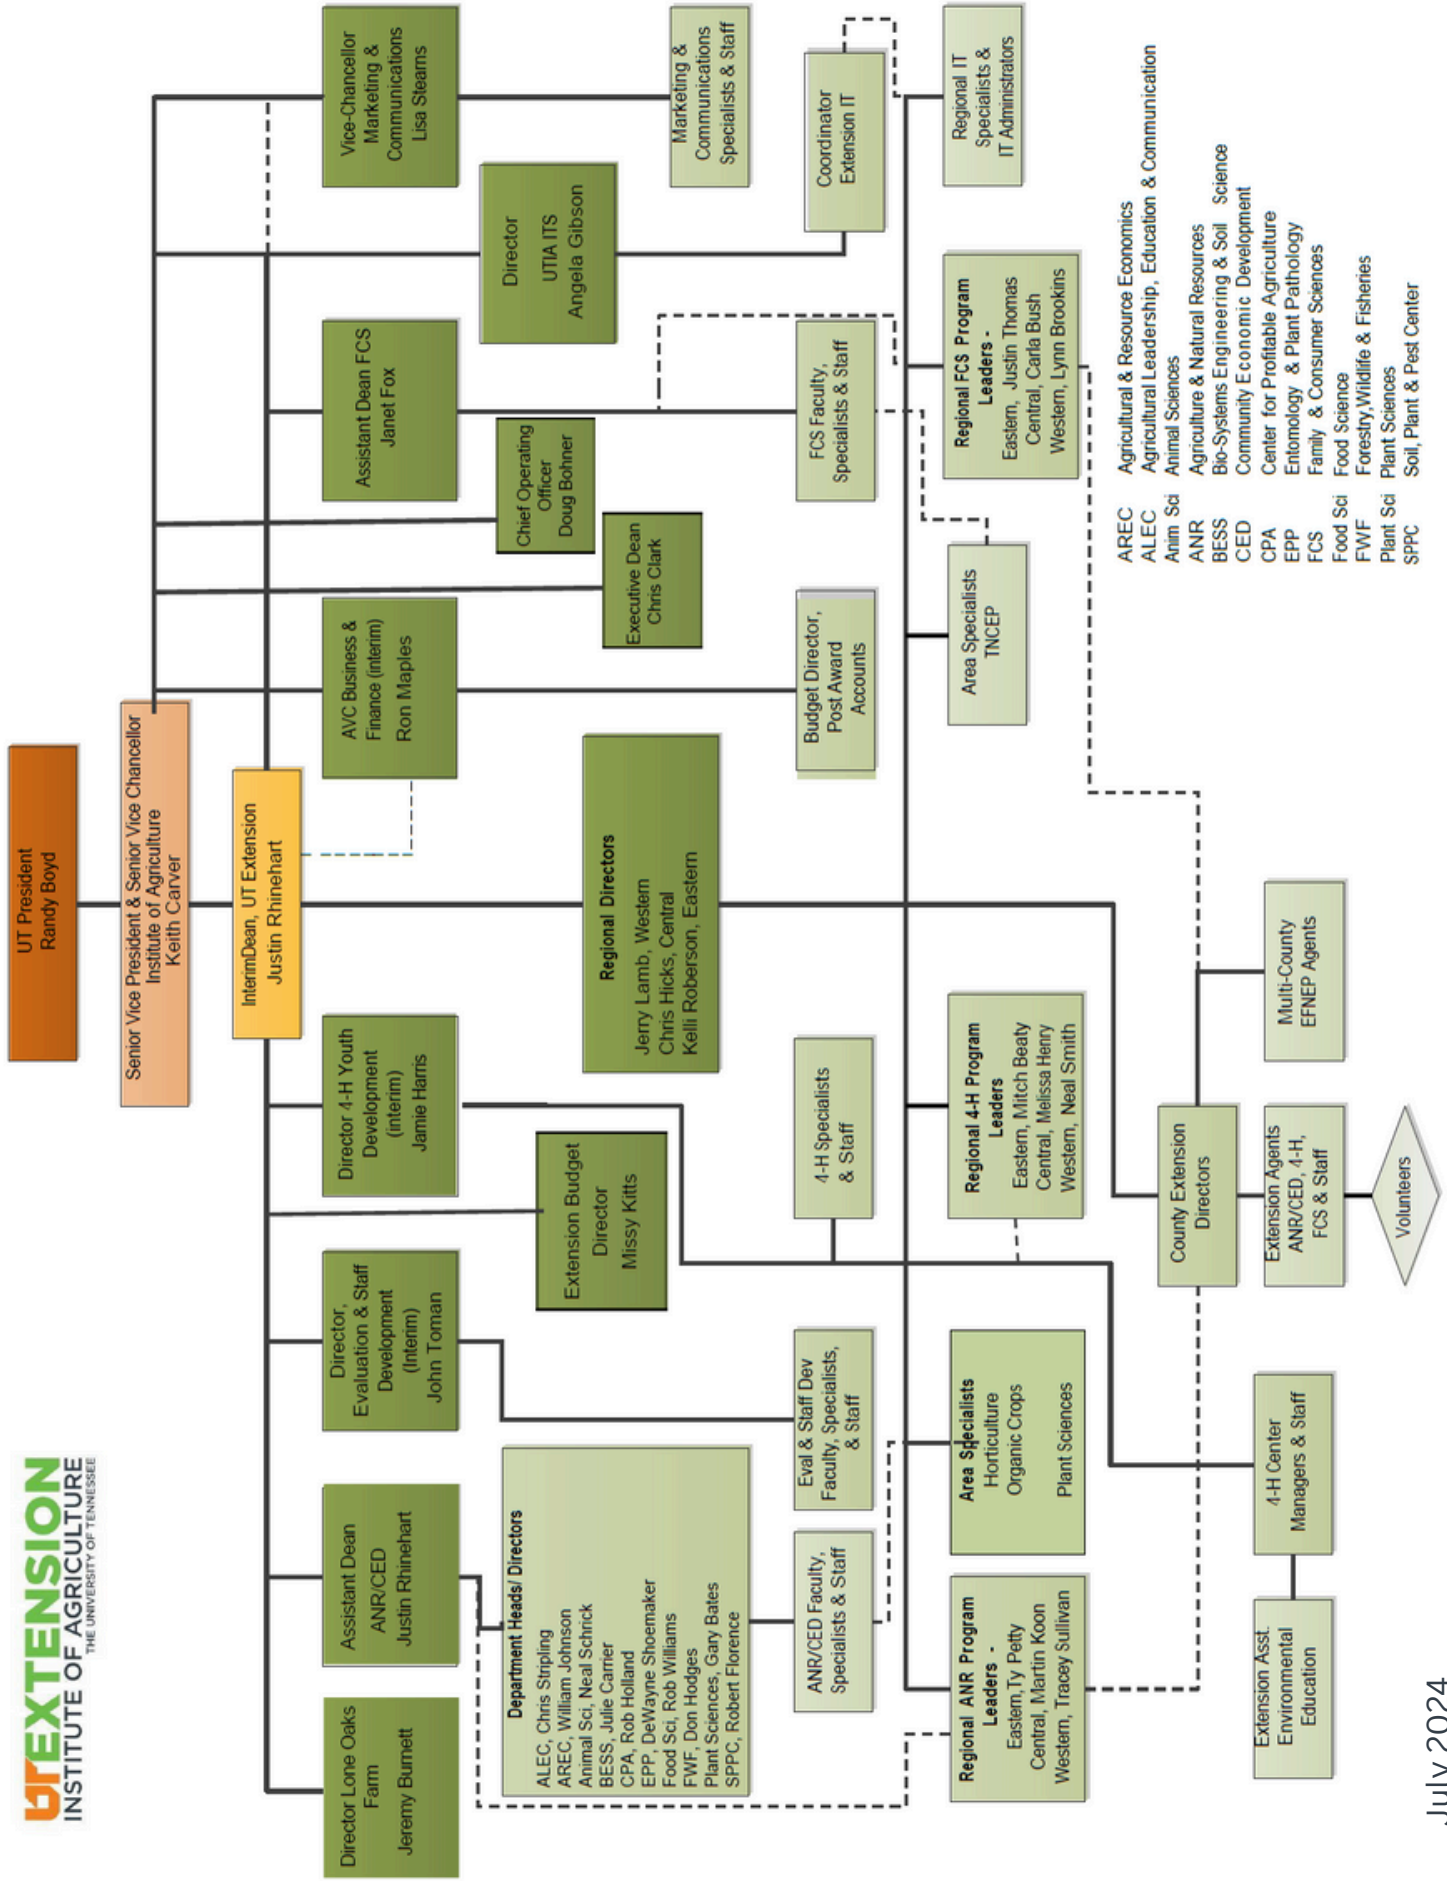 UTEXTENSION
INSTITUTE OF AGRICULTURE
THE UNIVERSITY OF TENNESSEE
UT President
Randy Boyd
Senior Vice President & Senior Vice Chancellor
Institute of Agriculture
Keith Carver
InterimDean, UT Extension
Justin Rhinehart
Director Lone Oaks
Farm
Jeremy Burnett
Assistant Dean
ANR/CED
Justin Rhinehart
Director,
Evaluation & Staff
Development
(Interim)
John Toman
Director 4-H Youth
Development
(interim)
Jamie Harris
AVC Business &
Finance (interim)
Ron Maples
Assistant Dean FCS
Janet Fox
Vice-Chancellor
Marketing &
Communications
Lisa Stearns
Director
UTIA ITS
Angela Gibson
Chief Operating
Officer
Doug Bohner
Executive Dean
Chris Clark
Extension Budget
Director
Missy Kitts
Regional Directors
Jerry Lamb, Western
Chris Hicks, Central
Kelli Roberson, Eastern
Department Heads/ Directors
ALEC, Chris Stripling
AREC, William Johnson
Animal Sci, Neal Schrick
BESS, Julie Carrier
CPA, Rob Holland
EPP, DeWayne Shoemaker
Food Sci, Rob Williams
FWF, Don Hodges
Plant Sciences, Gary Bates
SPPC, Robert Florence
Marketing &
Communications
Specialists & Staff
ANR/CED Faculty,
Specialists & Staff
Eval & Staff Dev
Faculty, Specialists,
& Staff
4-H Specialists
& Staff
Budget Director,
Post Award
Accounts
FCS Faculty,
Specialists & Staff
Coordinator
Extension IT
Regional ANR Program
Leaders -
Eastern,Ty Petty
Central, Martin Koon
Western, Tracey Sullivan
Area Specialists
Horticulture
Organic Crops
Plant Sciences
Regional 4-H Program
Leaders
Eastern, Mitch Beaty
Central, Melissa Henry
Western, Neal Smith
Area Specialists
TNCEP
Regional FCS Program
Leaders -
Eastern, Justin Thomas
Central, Carla Bush
Western, Lynn Brookins
Regional IT
Specialists &
IT Administrators
County Extension
Directors
Extension Asst.
Environmental
Education
4-H Center
Managers & Staff
Extension Agents
ANR/CED, 4-H,
FCS & Staff
Multi-County
EFNEP Agents
Volunteers
AREC Agricultural & Resource Economics
ALEC Agricultural Leadership, Education & Communication
Anim Sci Animal Sciences
ANR Agriculture & Natural Resources
BESS Bio-Systems Engineering & Soil Science
CED Community Economic Development
CPA Center for Profitable Agriculture
EPP Entomology & Plant Pathology
FCS Family & Consumer Sciences
Food Sci Food Science
FWF Forestry,Wildlife & Fisheries
Plant Sci Plant Sciences
SPPC Soil, Plant & Pest Center
July 2024